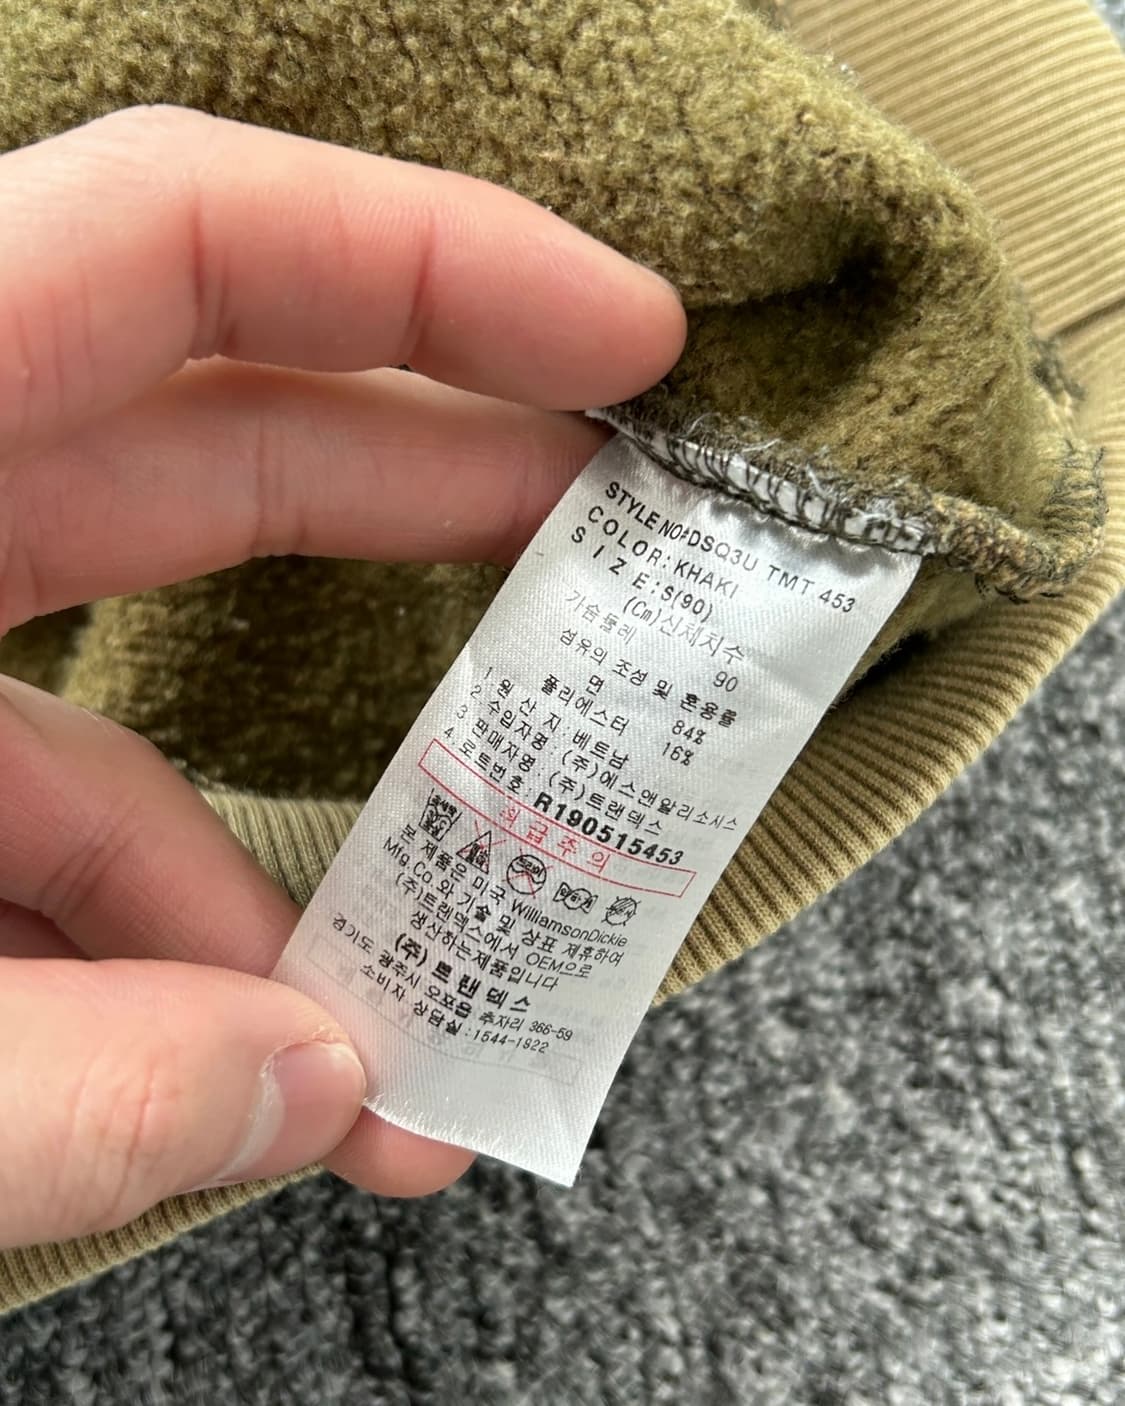 STYLE NO#DSQ3U TMT 453
COLOR: KHAKI
SIZE: S(90)
(Cm)신체치수
가슴둘레 90
섬유의 조성 및 혼용률
면 84%
폴리에스터 16%
1. 원산지: 베트남
2. 수입자명: (주)에스앤알리소시스
3. 판매자명: (주)트랜덱스
4. 로트번호: R190515453
취급주의
본 제품은 미국 WilliamsonDickie
Mfg.Co.와 기술 및 상표 제휴하여
(주)트랜덱스에서 OEM으로
생산하는제품입니다
(주)트랜덱스
경기도 광주시 오포읍 추자리 366-59
소비자 상담실:1544-1922